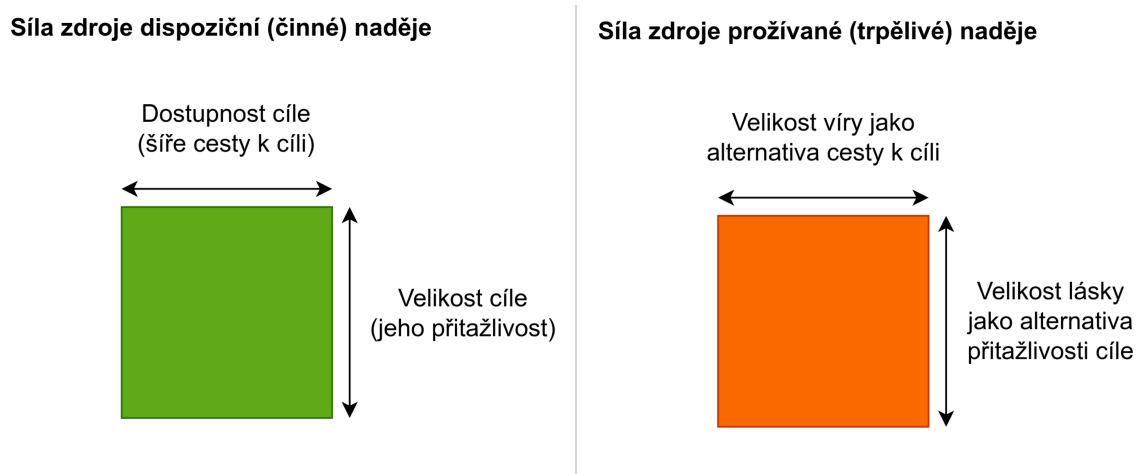 Síla zdroje dispoziční (činné) naděje
Dostupnost cíle
(šíře cesty k cíli)
Velikost cíle
(jeho přitažlivost)
Síla zdroje prožívané (trpělivé) naděje
Velikost víry jako
alternativa cesty k cíli
Velikost lásky
jako alternativa
přitažlivosti cíle